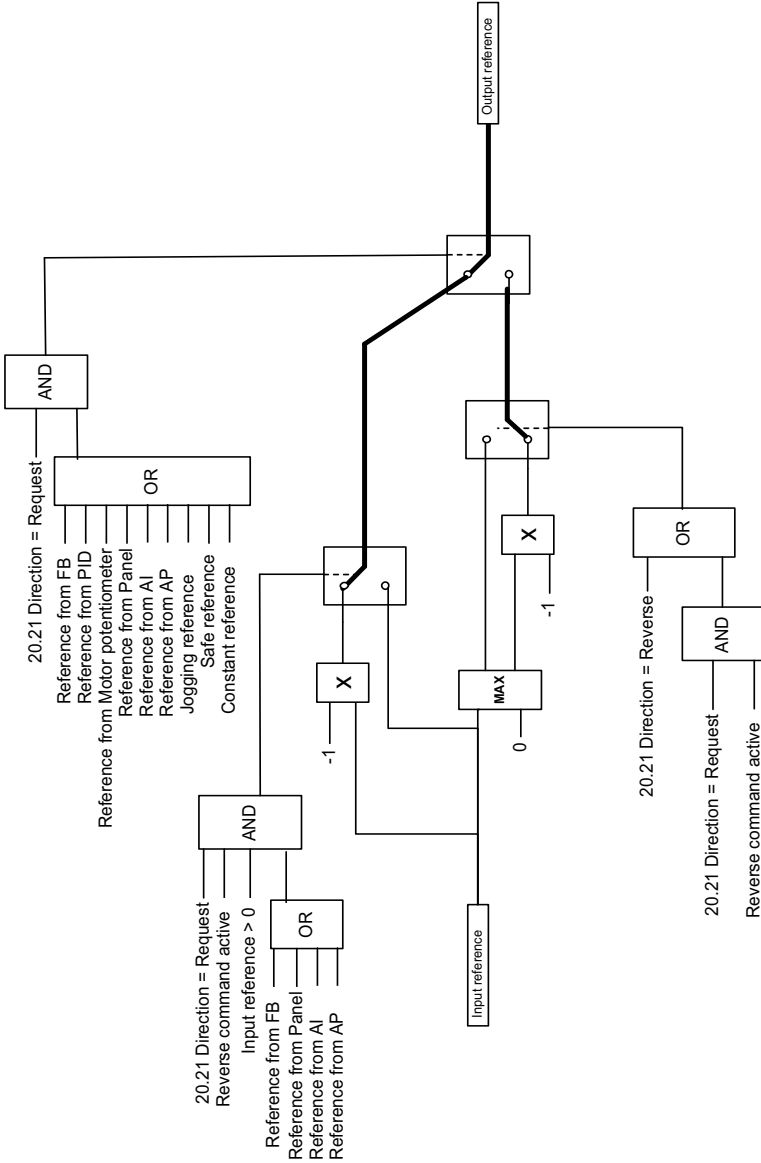 20.21 Direction = Request
Reference from FB
Reference from PID
Reference from Motor potentiometer
Reference from Panel
Reference from AI
Reference from AP
Jogging reference
Safe reference
Constant reference
OR
AND
20.21 Direction = Request
Reverse command active
Input reference > 0
Reference from FB
Reference from Panel
Reference from AI
Reference from AP
OR
AND
-1
X
Input reference
0
MAX
-1
X
Output reference
20.21 Direction = Reverse
20.21 Direction = Request
Reverse command active
AND
OR